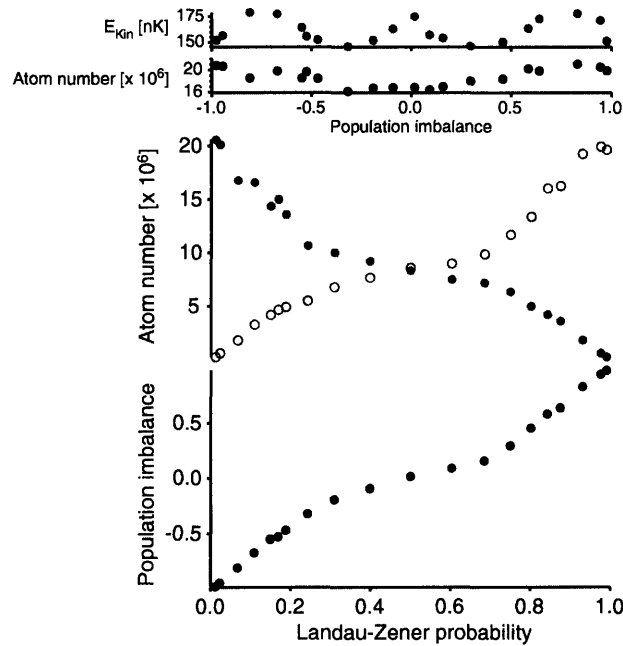 175
E_Kin [nK]
150
20
Atom number [x 10^6]
16
-1.0 -0.5 0.0 0.5 1.0
Population imbalance
20
15
Atom number [x 10^6]
10
5
0.5
Population imbalance
0.0
-0.5
0.0 0.2 0.4 0.6 0.8 1.0
Landau-Zener probability